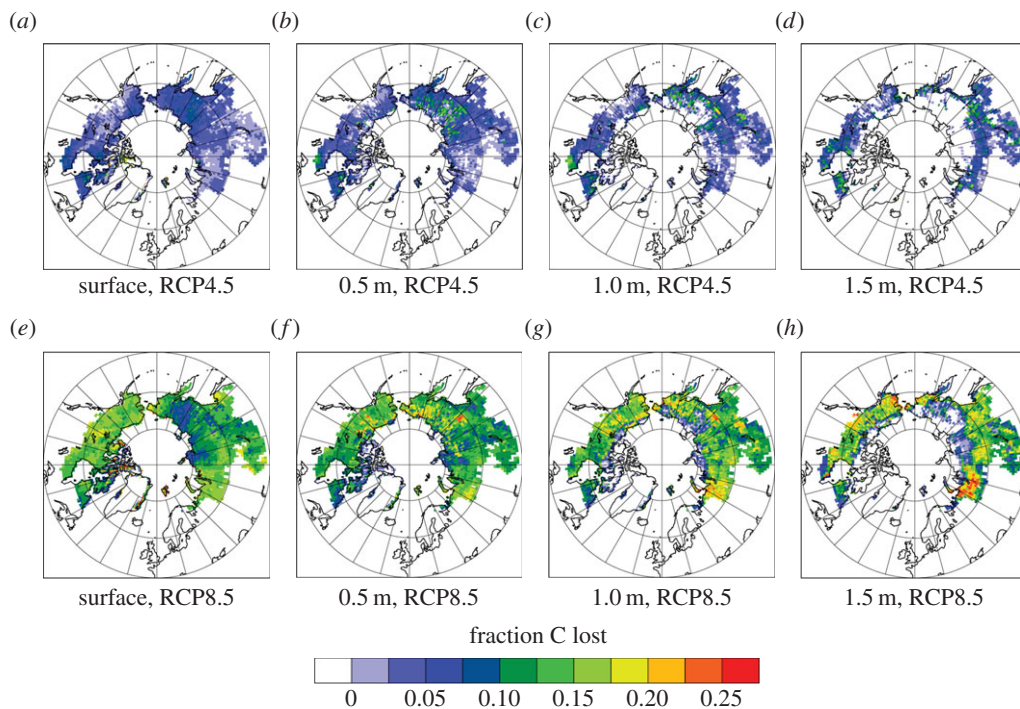 (a) (b) (c) (d)
surface, RCP4.5 0.5 m, RCP4.5 1.0 m, RCP4.5 1.5 m, RCP4.5
(e) (f) (g) (h)
surface, RCP8.5 0.5 m, RCP8.5 1.0 m, RCP8.5 1.5 m, RCP8.5
fraction C lost
0 0.05 0.10 0.15 0.20 0.25